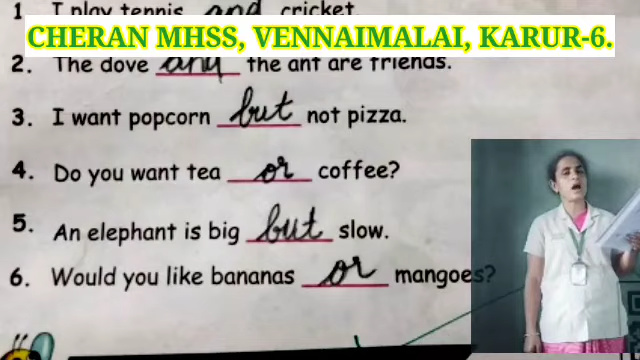 1. I play tennis and cricket.
CHERAN MHSS, VENNAIMALAI, KARUR-6.
2. The dove and the ant are friends.
3. I want popcorn but not pizza.
4. Do you want tea or coffee?
5. An elephant is big but slow.
6. Would you like bananas or mangoes?